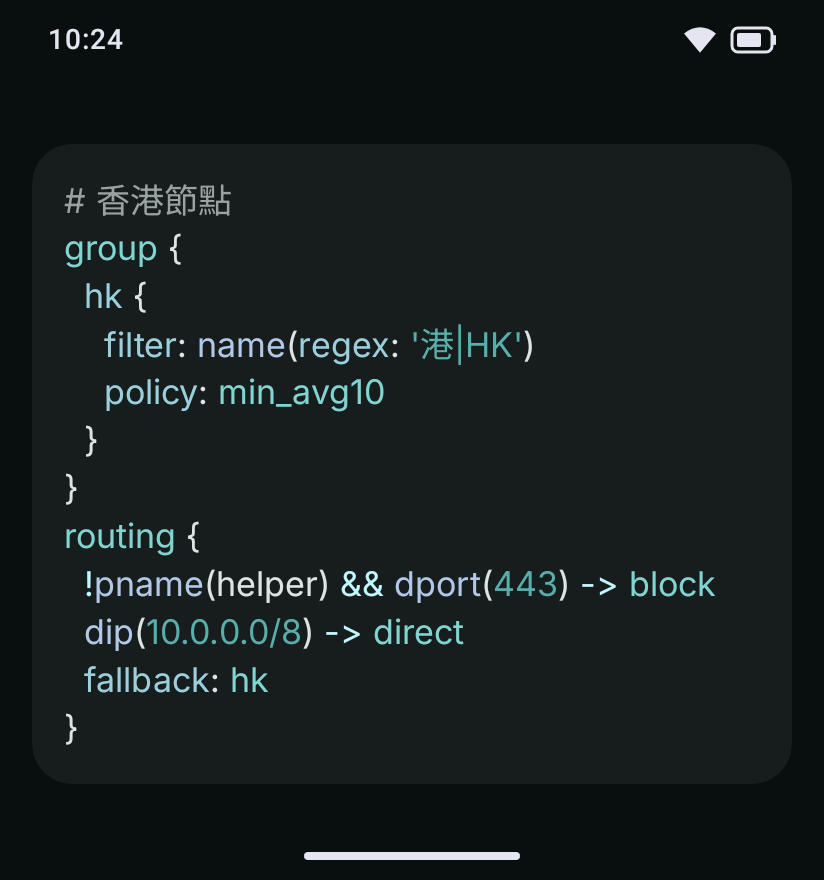 10:24
# 香港節點
group {
  hk {
    filter: name(regex: '港|HK')
    policy: min_avg10
  }
}
routing {
  !pname(helper) && dport(443) -> block
  dip(10.0.0.0/8) -> direct
  fallback: hk
}